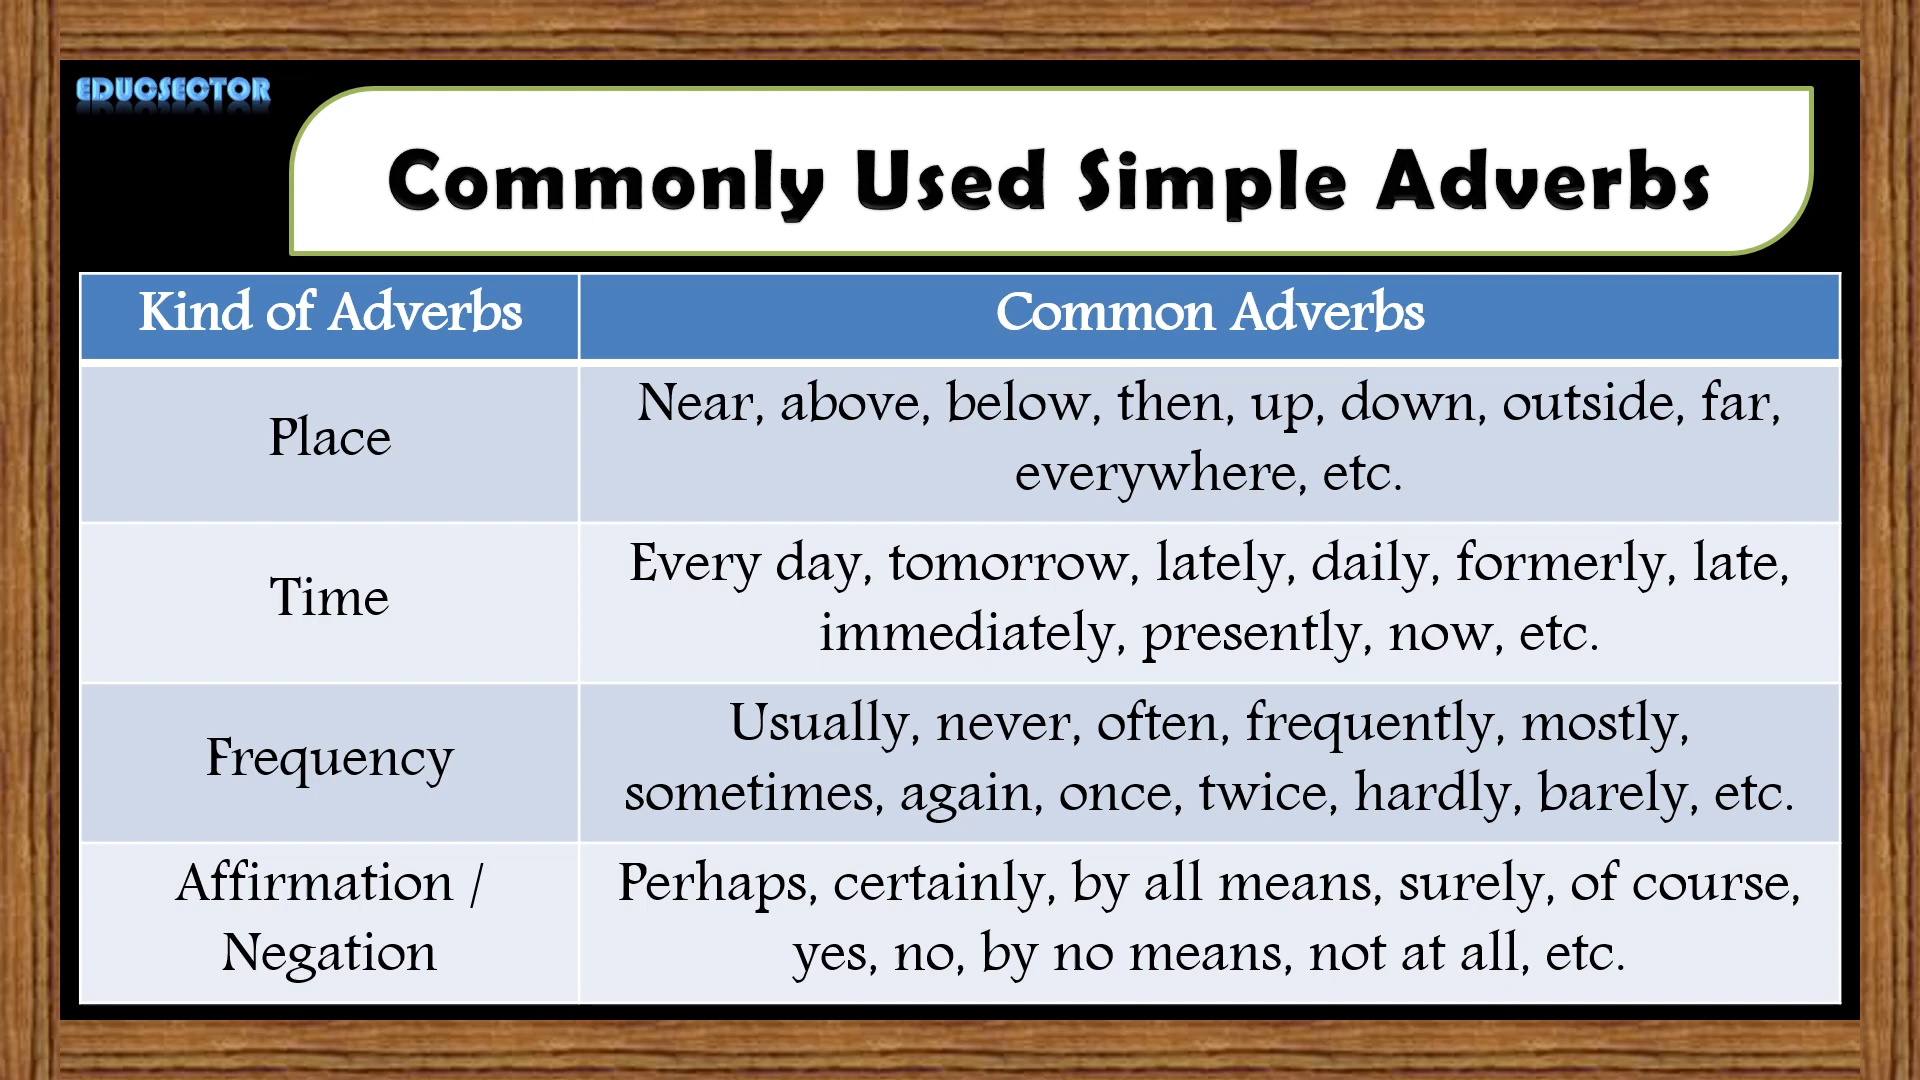 EDUCSECTOR
Commonly Used Simple Adverbs
Kind of Adverbs
Common Adverbs
Place
Near, above, below, then, up, down, outside, far,
everywhere, etc.
Time
Every day, tomorrow, lately, daily, formerly, late,
immediately, presently, now, etc.
Frequency
Usually, never, often, frequently, mostly,
sometimes, again, once, twice, hardly, barely, etc.
Affirmation /
Negation
Perhaps, certainly, by all means, surely, of course,
yes, no, by no means, not at all, etc.